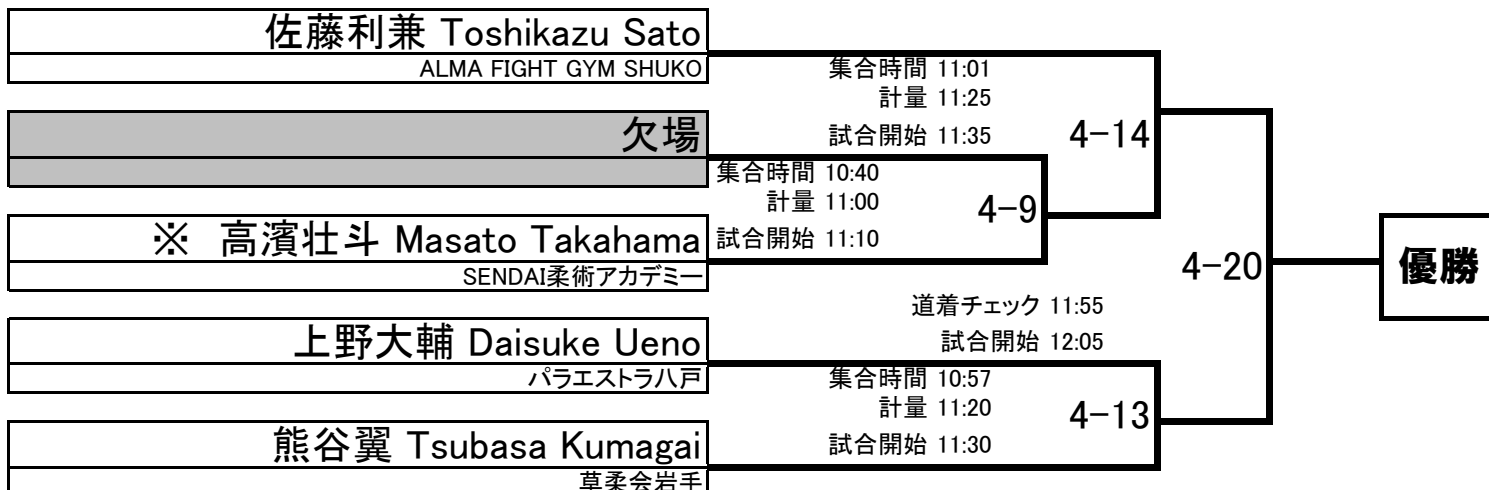 佐藤利兼 Toshikazu Sato
ALMA FIGHT GYM SHUKO
集合時間 11:01
計量 11:25
試合開始 11:35
4-14
欠場
集合時間 10:40
計量 11:00
試合開始 11:10
4-9
※ 高濱壮斗 Masato Takahama
SENDAI柔術アカデミー
4-20
優勝
道着チェック 11:55
試合開始 12:05
上野大輔 Daisuke Ueno
パラエストラ八戸
集合時間 10:57
計量 11:20
試合開始 11:30
4-13
熊谷翼 Tsubasa Kumagai
草柔会岩手